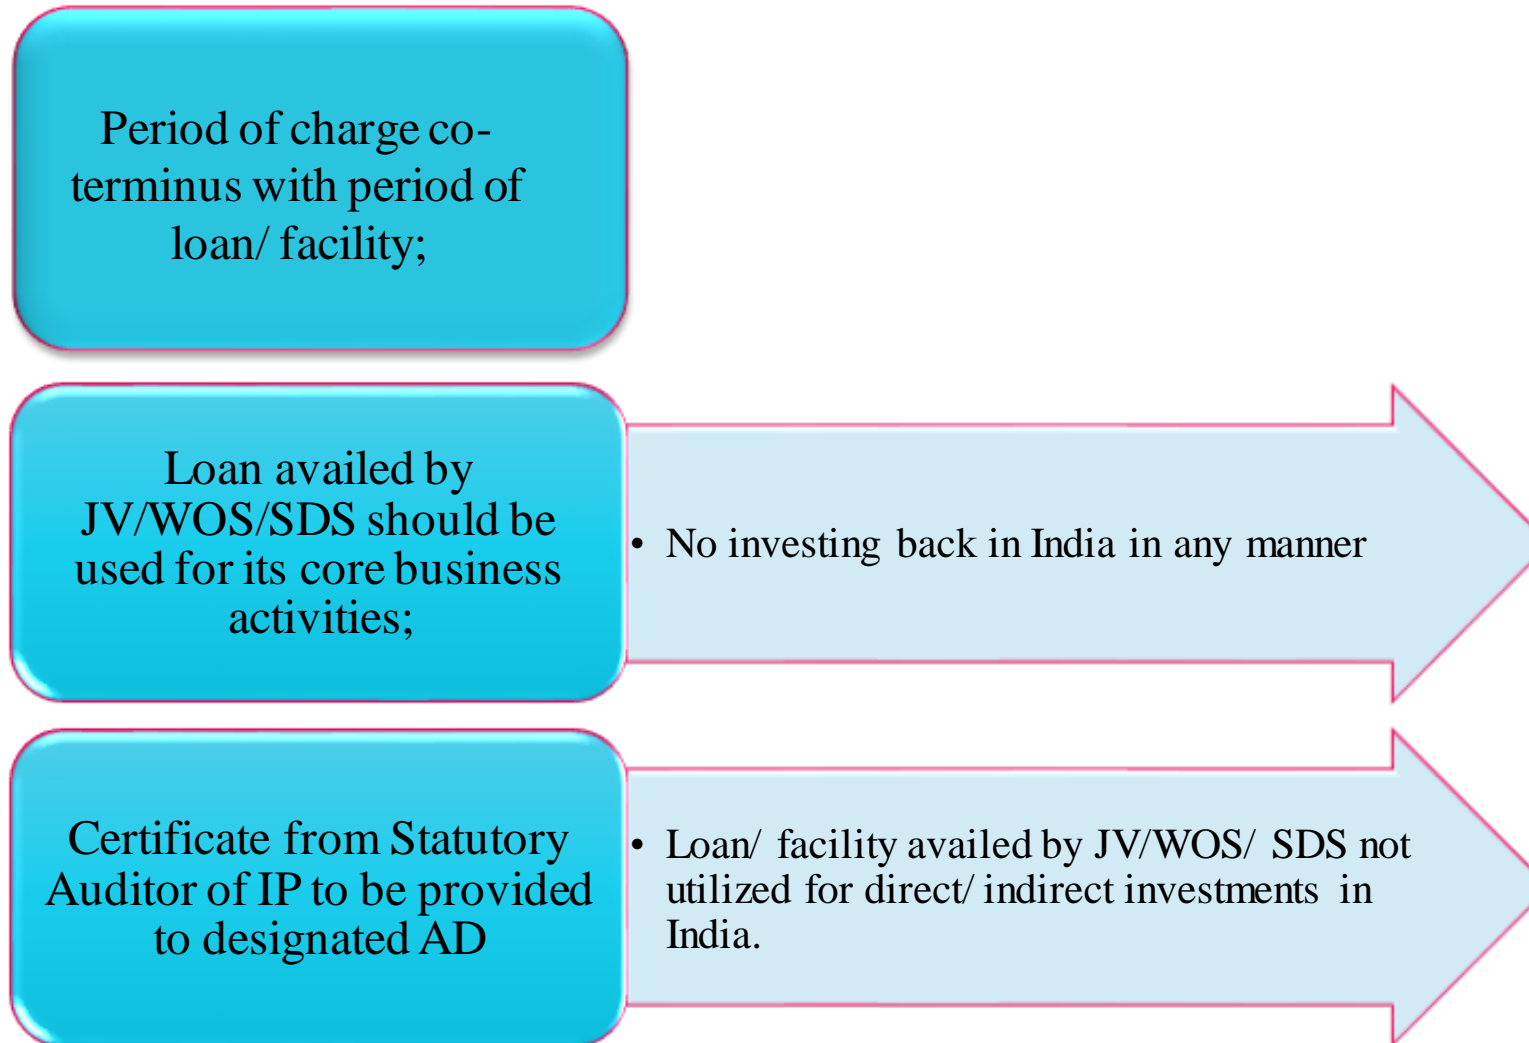 Period of charge co-
terminus with period of
loan/ facility;
Loan availed by
JV/WOS/SDS should be
used for its core business
activities;
• No investing back in India in any manner
Certificate from Statutory
Auditor of IP to be provided
to designated AD
• Loan/ facility availed by JV/WOS/ SDS not
utilized for direct/ indirect investments in
India.